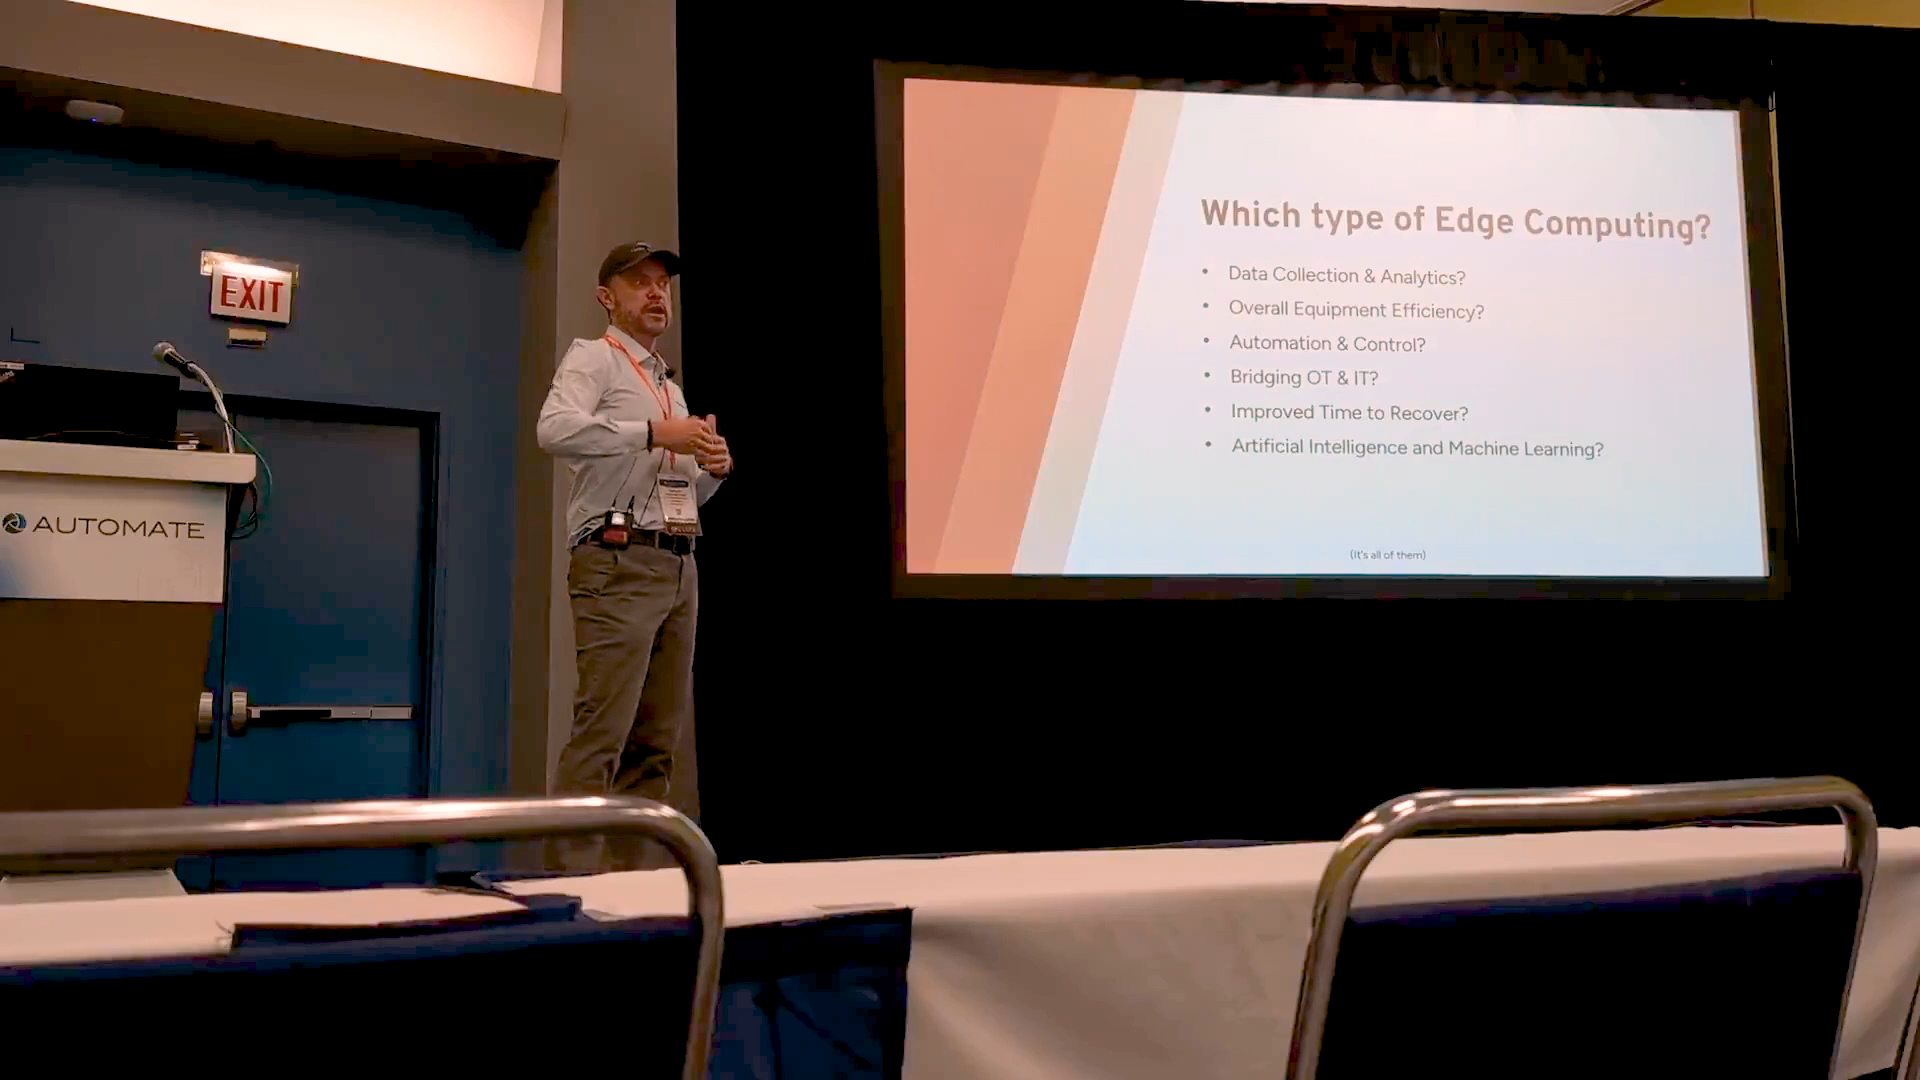 EXIT
AUTOMATE
Which type of Edge Computing?
• Data Collection & Analytics?
• Overall Equipment Efficiency?
• Automation & Control?
• Bridging OT & IT?
• Improved Time to Recover?
• Artificial Intelligence and Machine Learning?
(It's all of them)